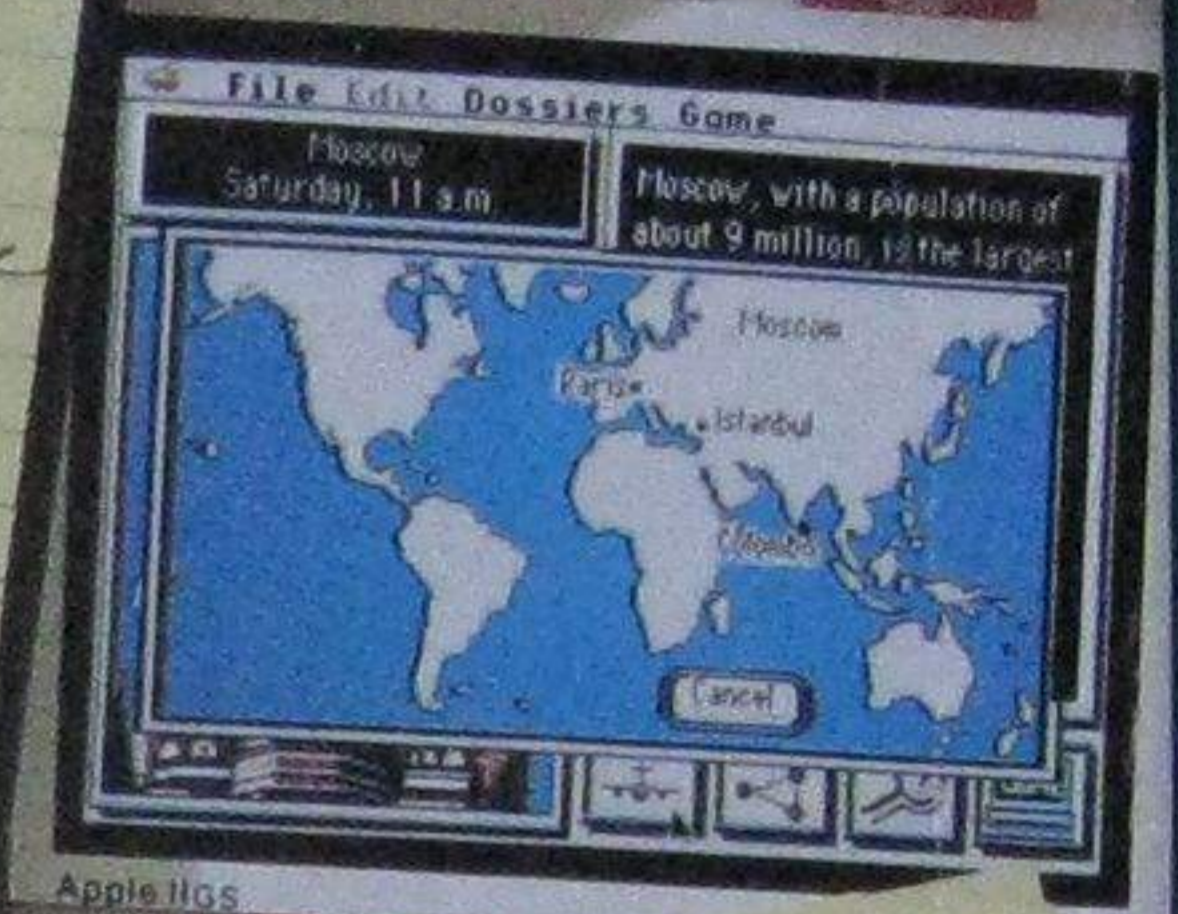 File Edit Dossiers Game
Moscow
Saturday, 11 a.m.
Moscow, with a population of
about 9 million, is the largest
Moscow
Paris
Istanbul
Cancel
Apple IIGS